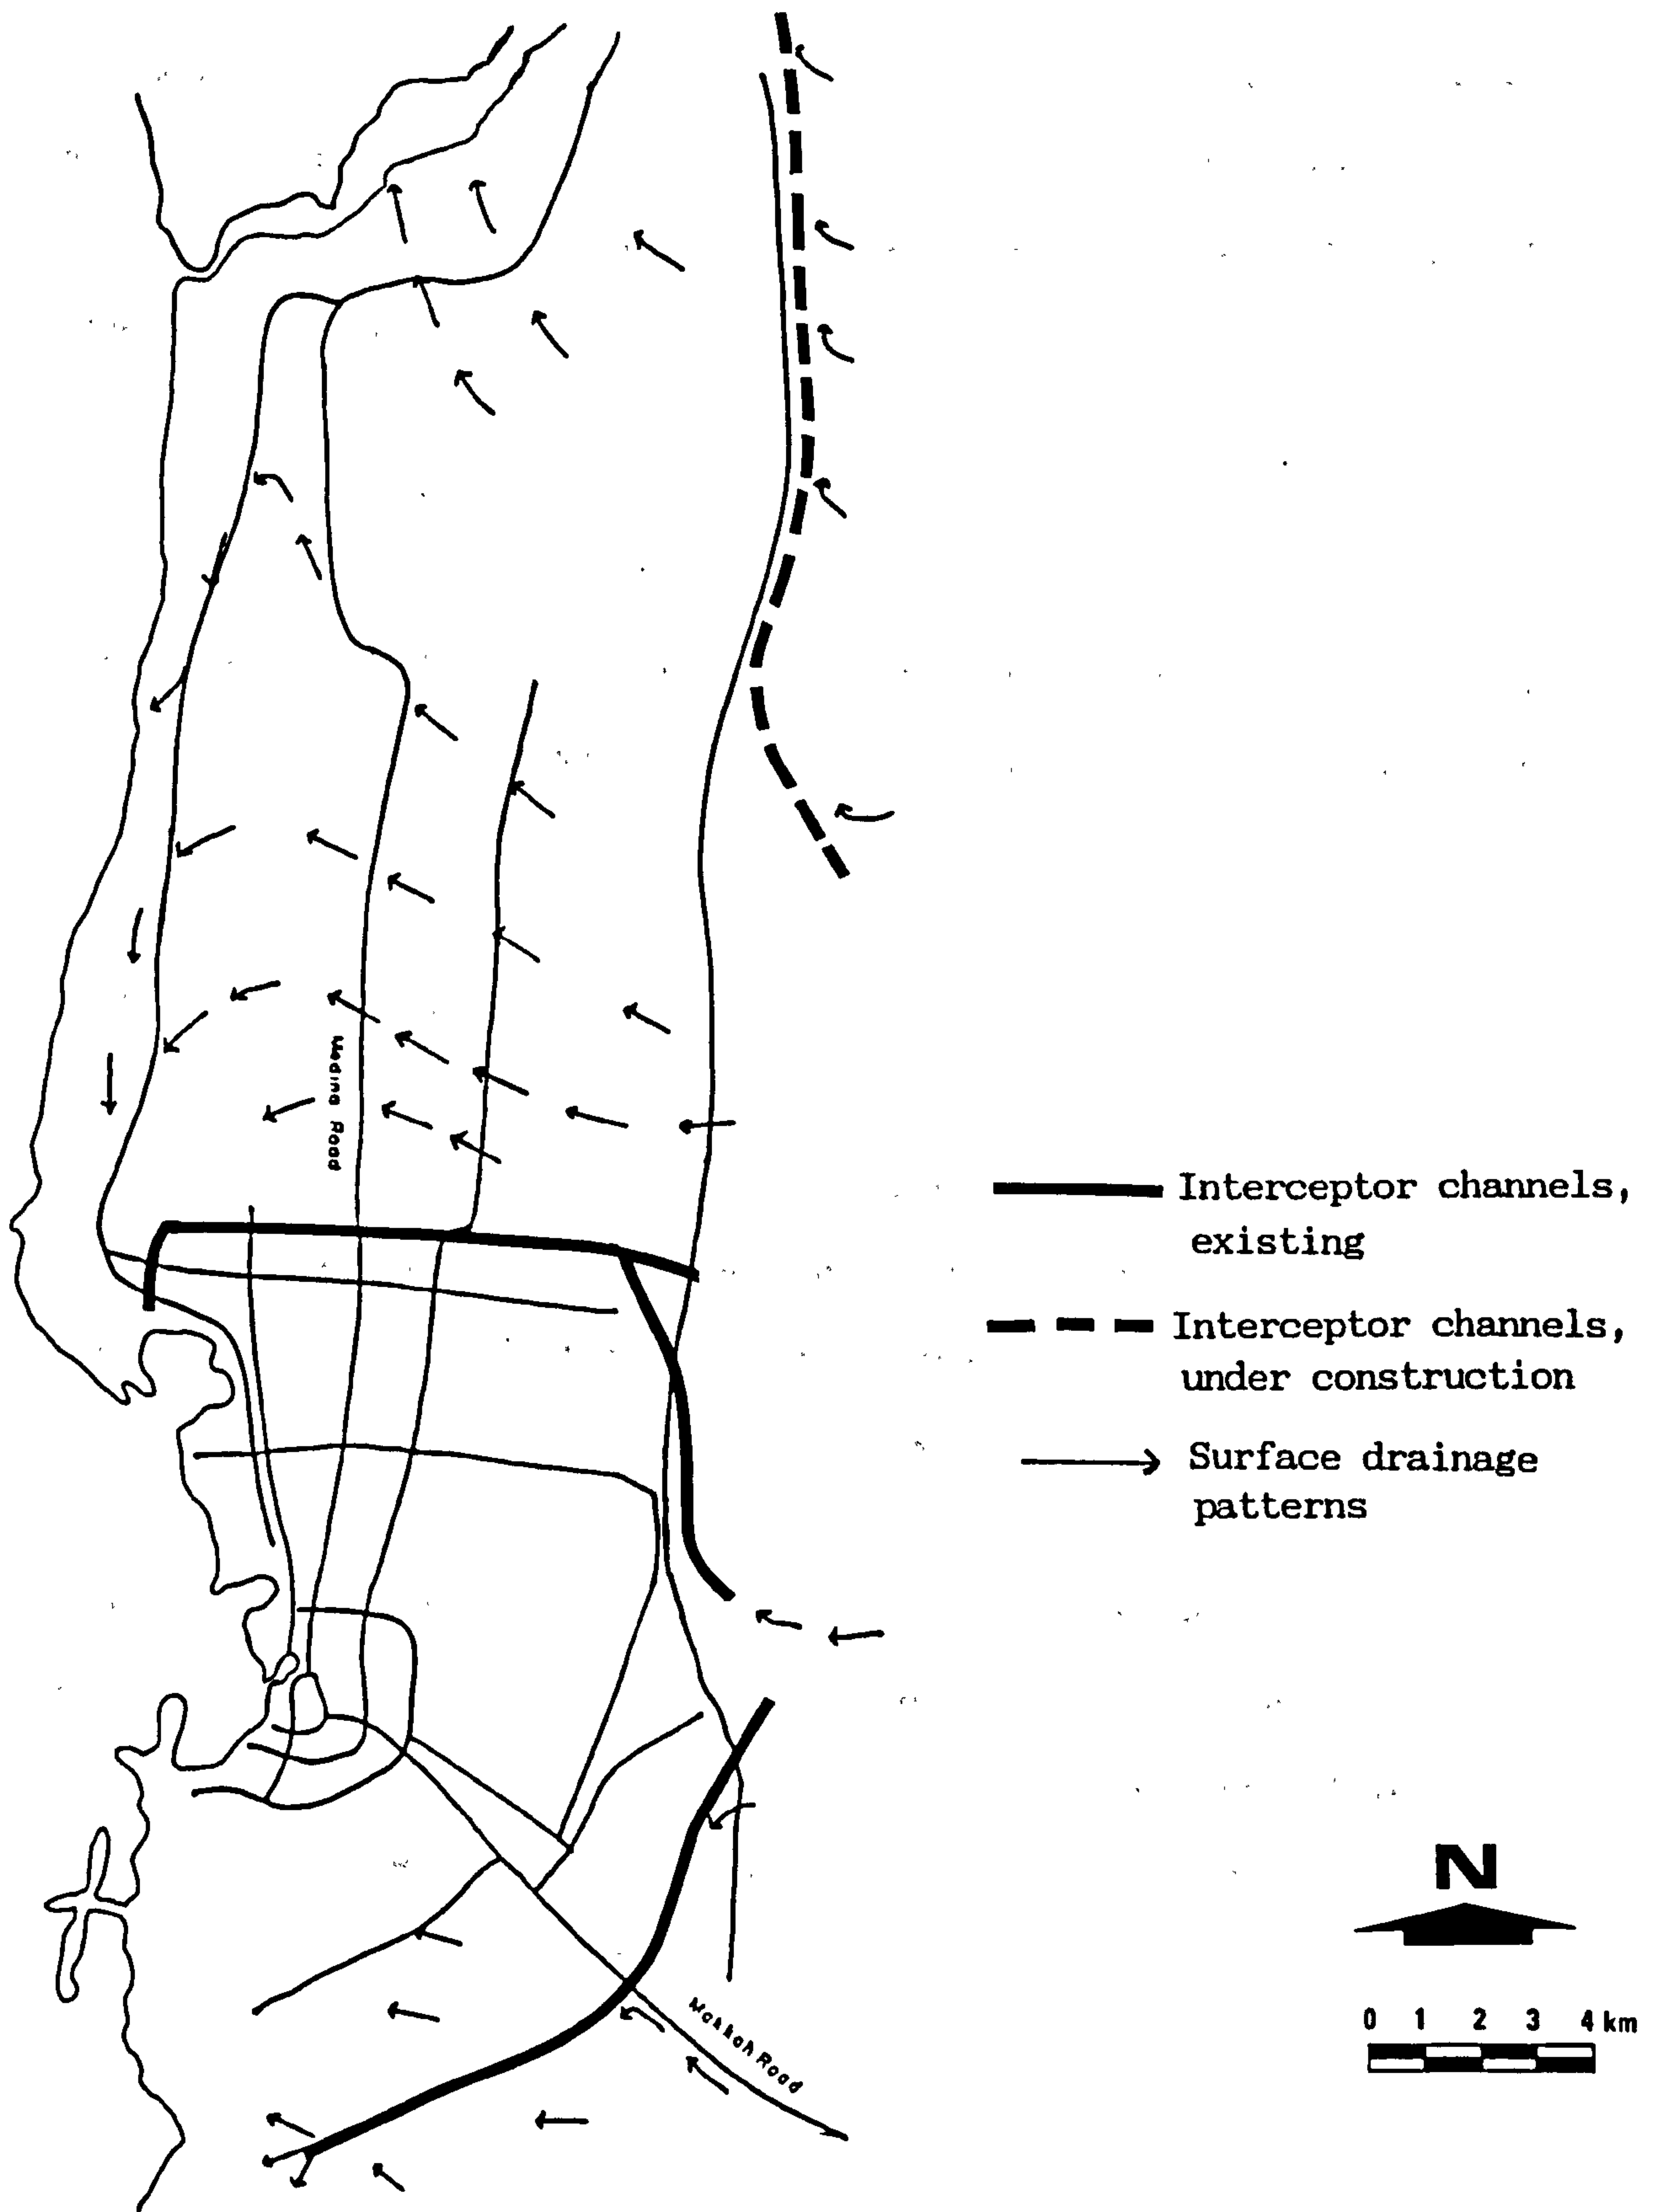 Medina Road
Interceptor channels,
existing
Interceptor channels,
under construction
Surface drainage
patterns
N
0 1 2 3 4 km
Makkah Road